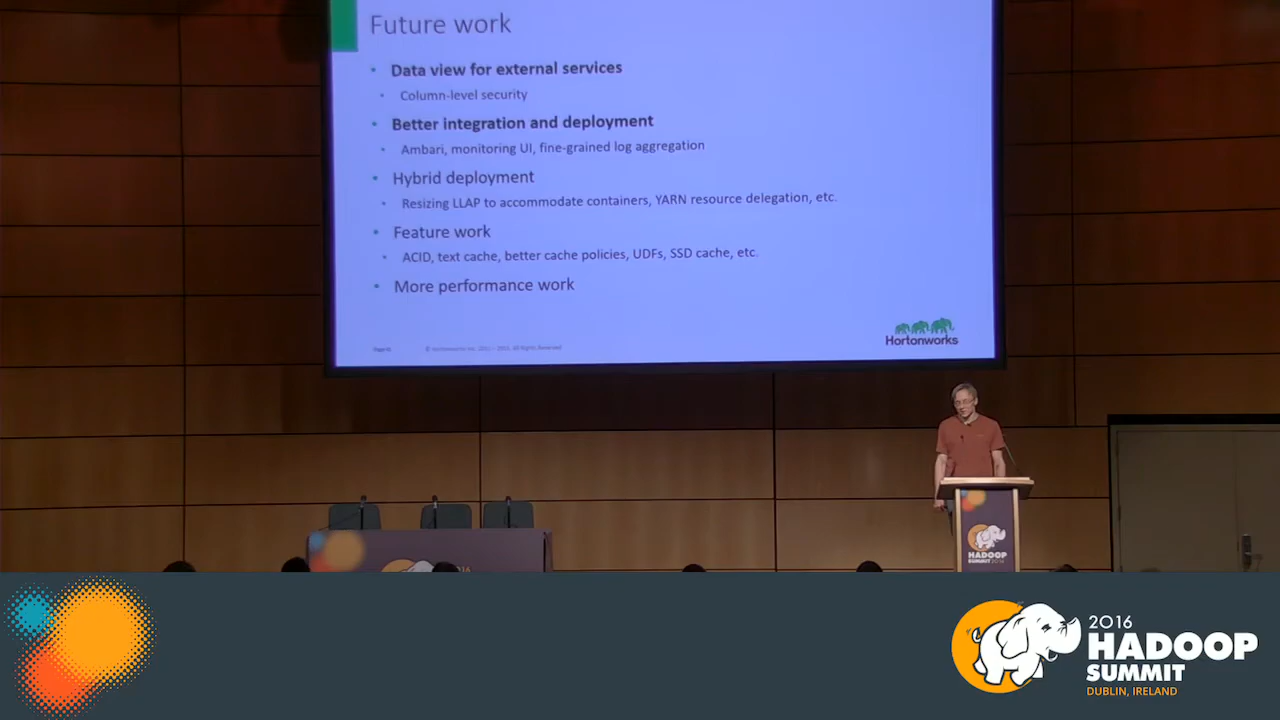 Future work
• Data view for external services
• Column-level security
• Better integration and deployment
• Ambari, monitoring UI, fine-grained log aggregation
• Hybrid deployment
• Resizing LLAP to accommodate containers, YARN resource delegation, etc.
• Feature work
• ACID, text cache, better cache policies, UDFs, SSD cache, etc.
• More performance work
Hortonworks
HADOOP
SUMMIT 2016
2016
HADOOP
SUMMIT
DUBLIN, IRELAND